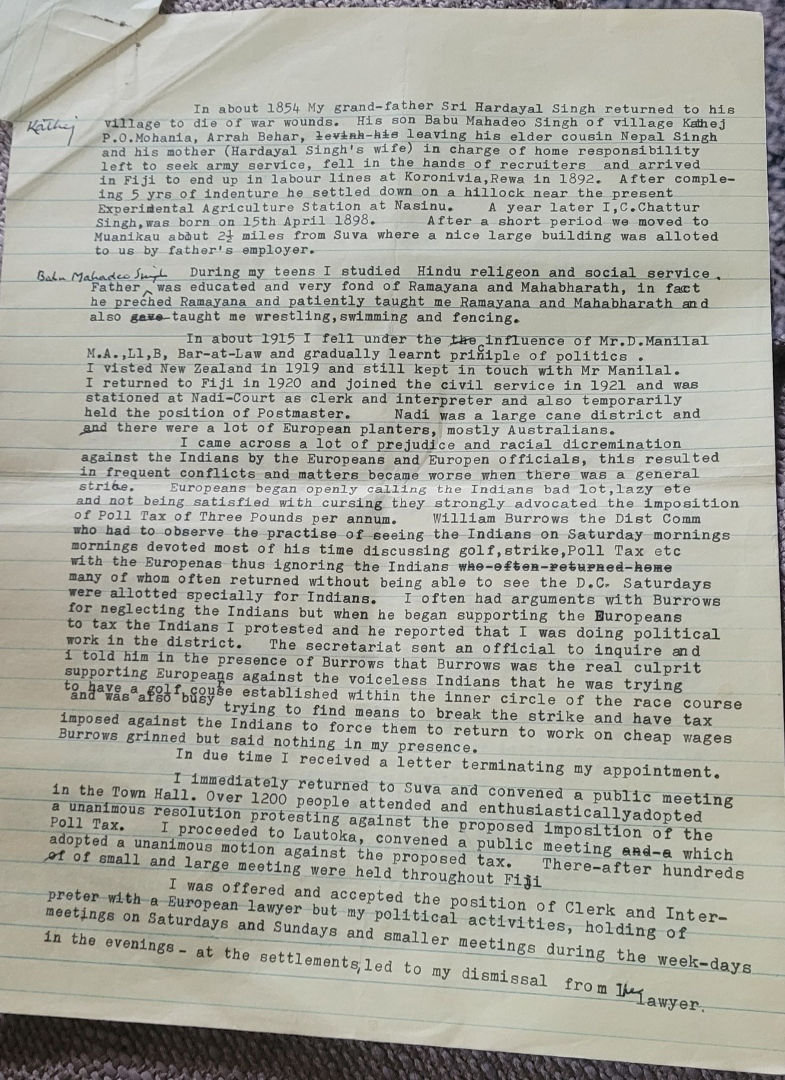 In about 1854 My grand-father Sri Hardayal Singh returned to his
Kathej
village to die of war wounds. His son Babu Mahadeo Singh of village Kathej
P.O.Mohania, Arrah Behar, levinh his leaving his elder cousin Nepal Singh
and his mother (Hardayal Singh's wife) in charge of home responsibility
left to seek army service, fell in the hands of recruiters and arrived
in Fiji to end up in labour lines at Koronivia,Rewa in 1892. After comple-
ing 5 yrs of indenture he settled down on a hillock near the present
Experimental Agriculture Station at Nasinu. A year later I,C.Chattur
Singh,was born on 15th April 1898. After a short period we moved to
Muanikau about 2½ miles from Suva where a nice large building was alloted
to us by father's employer.
During my teens I studied Hindu religeon and social service.
Babu Mahadeo Singh
Father was educated and very fond of Ramayana and Mahabharath, in fact
he preched Ramayana and patiently taught me Ramayana and Mahabharath and
also gave taught me wrestling,swimming and fencing.
In about 1915 I fell under the the influence of Mr.D.Manilal
M.A.,Ll,B, Bar-at-Law and gradually learnt priniple of politics .
I visted New Zealand in 1919 and still kept in touch with Mr Manilal.
I returned to Fiji in 1920 and joined the civil service in 1921 and was
stationed at Nadi-Court as clerk and interpreter and also temporarily
held the position of Postmaster. Nadi was a large cane district and
and there were a lot of European planters, mostly Australians.
I came across a lot of prejudice and racial dicremination
against the Indians by the Europeans and Europen officials, this resulted
in frequent conflicts and matters became worse when there was a general
strike. Europeans began openly calling the Indians bad lot,lazy ete
and not being satisfied with cursing they strongly advocated the imposition
of Poll Tax of Three Pounds per annum. William Burrows the Dist Comm
who had to observe the practise of seeing the Indians on Saturday mornings
mornings devoted most of his time discussing golf,strike,Poll Tax etc
with the Europenas thus ignoring the Indians who often returned home
many of whom often returned without being able to see the D.C. Saturdays
were allotted specially for Indians. I often had arguments with Burrows
for neglecting the Indians but when he began supporting the Europeans
to tax the Indians I protested and he reported that I was doing political
work in the district. The secretariat sent an official to inquire and
i told him in the presence of Burrows that Burrows was the real culprit
supporting Europeans against the voiceless Indians that he was trying
to have a golf course established within the inner circle of the race course
and was also busy trying to find means to break the strike and have tax
imposed against the Indians to force them to return to work on cheap wages
Burrows grinned but said nothing in my presence.
In due time I received a letter terminating my appointment.
I immediately returned to Suva and convened a public meeting
in the Town Hall. Over 1200 people attended and enthusiasticallyadopted
a unanimous resolution protesting against the proposed imposition of the
Poll Tax. I proceeded to Lautoka, convened a public meeting and a which
adopted a unanimous motion against the proposed tax. There-after hundreds
of of small and large meeting were held throughout Fiji
I was offered and accepted the position of Clerk and Inter-
preter with a European lawyer but my political activities, holding of
meetings on Saturdays and Sundays and smaller meetings during the week-days
in the evenings - at the settlements,led to my dismissal from the lawyer.